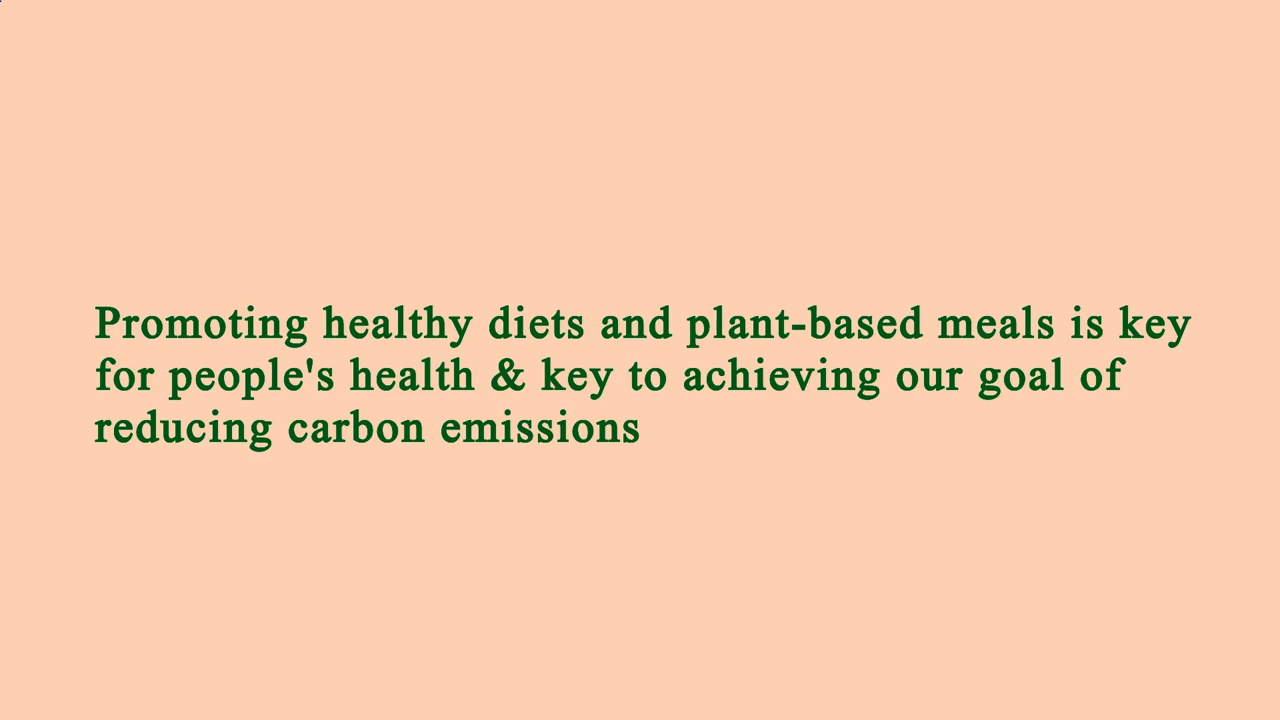 Promoting healthy diets and plant-based meals is key
for people's health & key to achieving our goal of
reducing carbon emissions